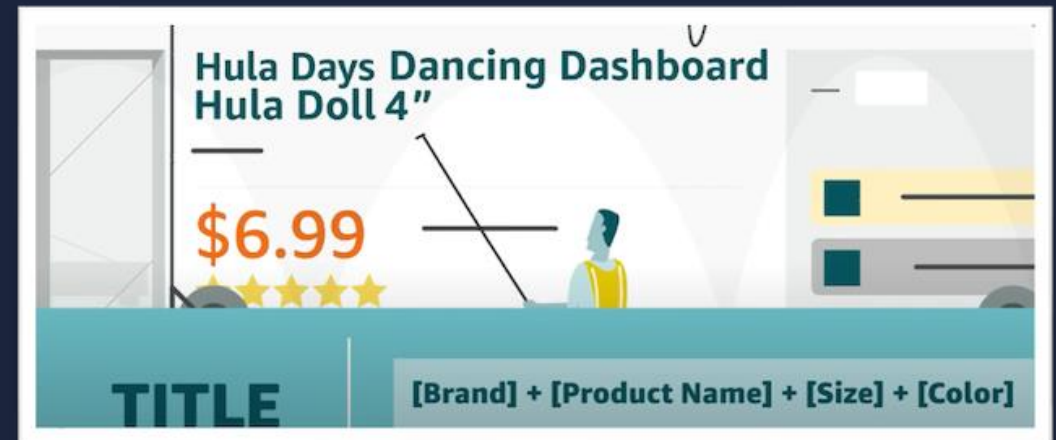 Hula Days Dancing Dashboard
Hula Doll 4"
$6.99
TITLE
[Brand] + [Product Name] + [Size] + [Color]